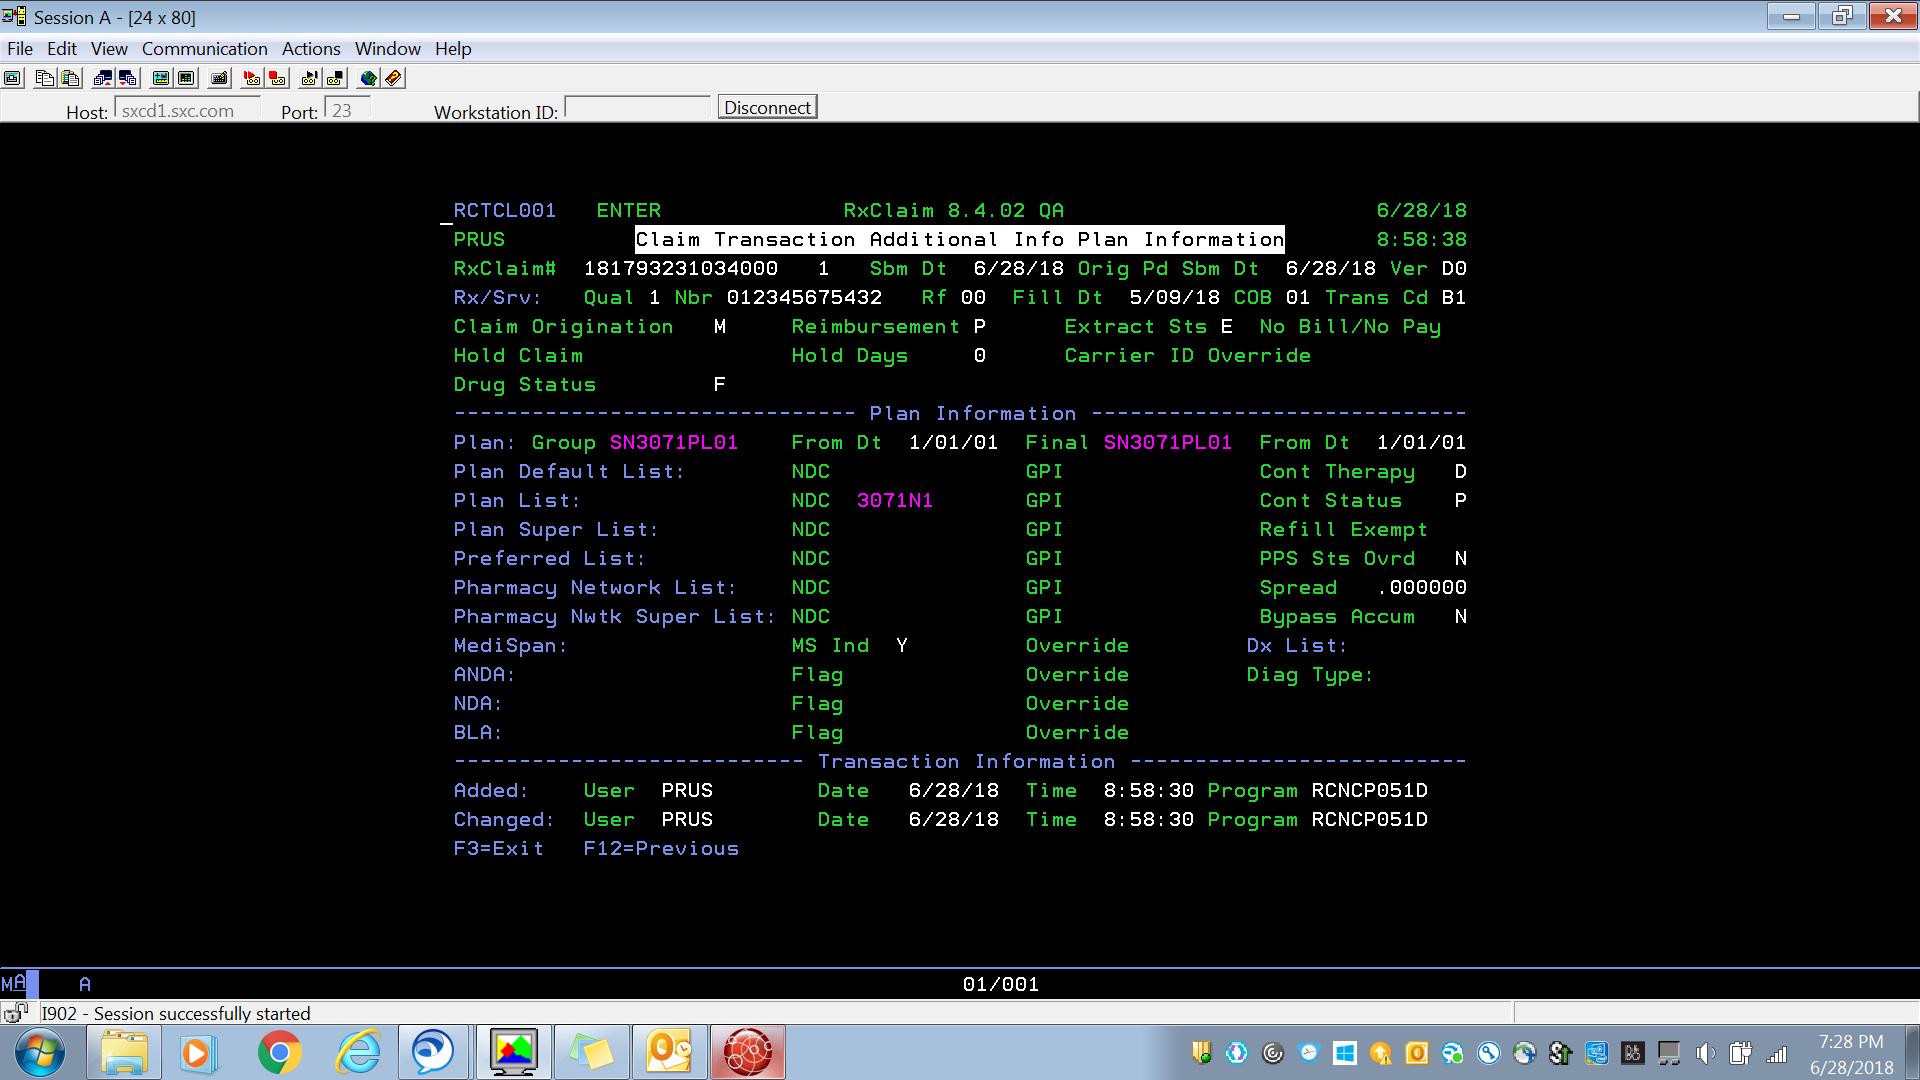 Session A - [24 x 80]
File Edit View Communication Actions Window Help
Host: sxcd1.sxc.com Port: 23 Workstation ID: Disconnect
RCTCL001 ENTER RxClaim 8.4.02 QA 6/28/18
PRUS Claim Transaction Additional Info Plan Information 8:58:38
RxClaim# 181793231034000 1 Sbm Dt 6/28/18 Orig Pd Sbm Dt 6/28/18 Ver D0
Rx/Srv: Qual 1 Nbr 012345675432 Rf 00 Fill Dt 5/09/18 COB 01 Trans Cd B1
Claim Origination M Reimbursement P Extract Sts E No Bill/No Pay
Hold Claim Hold Days 0 Carrier ID Override
Drug Status F
------------------------------- Plan Information -----------------------------
Plan: Group SN3071PL01 From Dt 1/01/01 Final SN3071PL01 From Dt 1/01/01
Plan Default List: NDC GPI Cont Therapy D
Plan List: NDC 3071N1 GPI Cont Status P
Plan Super List: NDC GPI Refill Exempt
Preferred List: NDC GPI PPS Sts Ovrd N
Pharmacy Network List: NDC GPI Spread .000000
Pharmacy Nwtk Super List: NDC GPI Bypass Accum N
MediSpan: MS Ind Y Override Dx List:
ANDA: Flag Override Diag Type:
NDA: Flag Override
BLA: Flag Override
--------------------------- Transaction Information --------------------------
Added: User PRUS Date 6/28/18 Time 8:58:30 Program RCNCP051D
Changed: User PRUS Date 6/28/18 Time 8:58:30 Program RCNCP051D
F3=Exit F12=Previous
MA A 01/001
I902 - Session successfully started
7:28 PM
6/28/2018